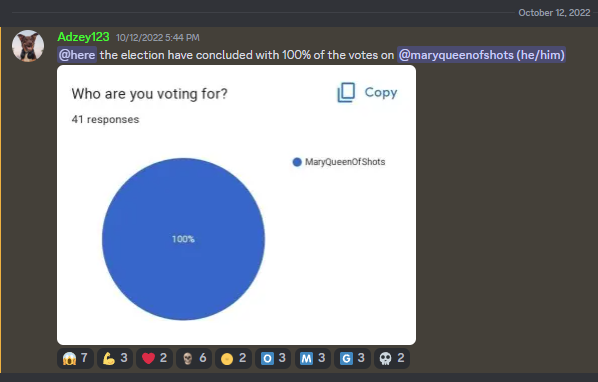 October 12, 2022
Adzey123 10/12/2022 5:44 PM
@here the election have concluded with 100% of the votes on @maryqueenofshots (he/him)
Who are you voting for?
Copy
41 responses
MaryQueenOfShots
100%
7 3 2 6 2 O 3 M 3 G 3 2